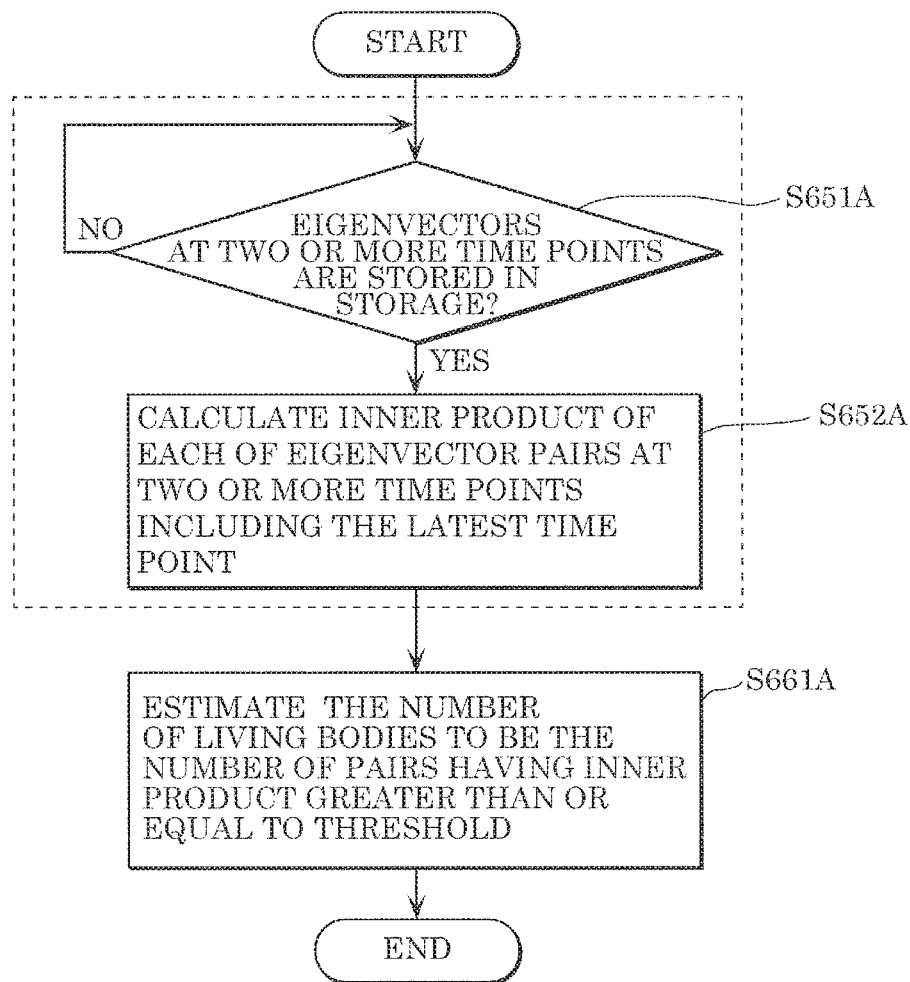 START
S651A
NO
EIGENVECTORS
AT TWO OR MORE TIME POINTS
ARE STORED IN
STORAGE?
YES
S652A
CALCULATE INNER PRODUCT OF
EACH OF EIGENVECTOR PAIRS AT
TWO OR MORE TIME POINTS
INCLUDING THE LATEST TIME
POINT
S661A
ESTIMATE THE NUMBER
OF LIVING BODIES TO BE THE
NUMBER OF PAIRS HAVING INNER
PRODUCT GREATER THAN OR
EQUAL TO THRESHOLD
END